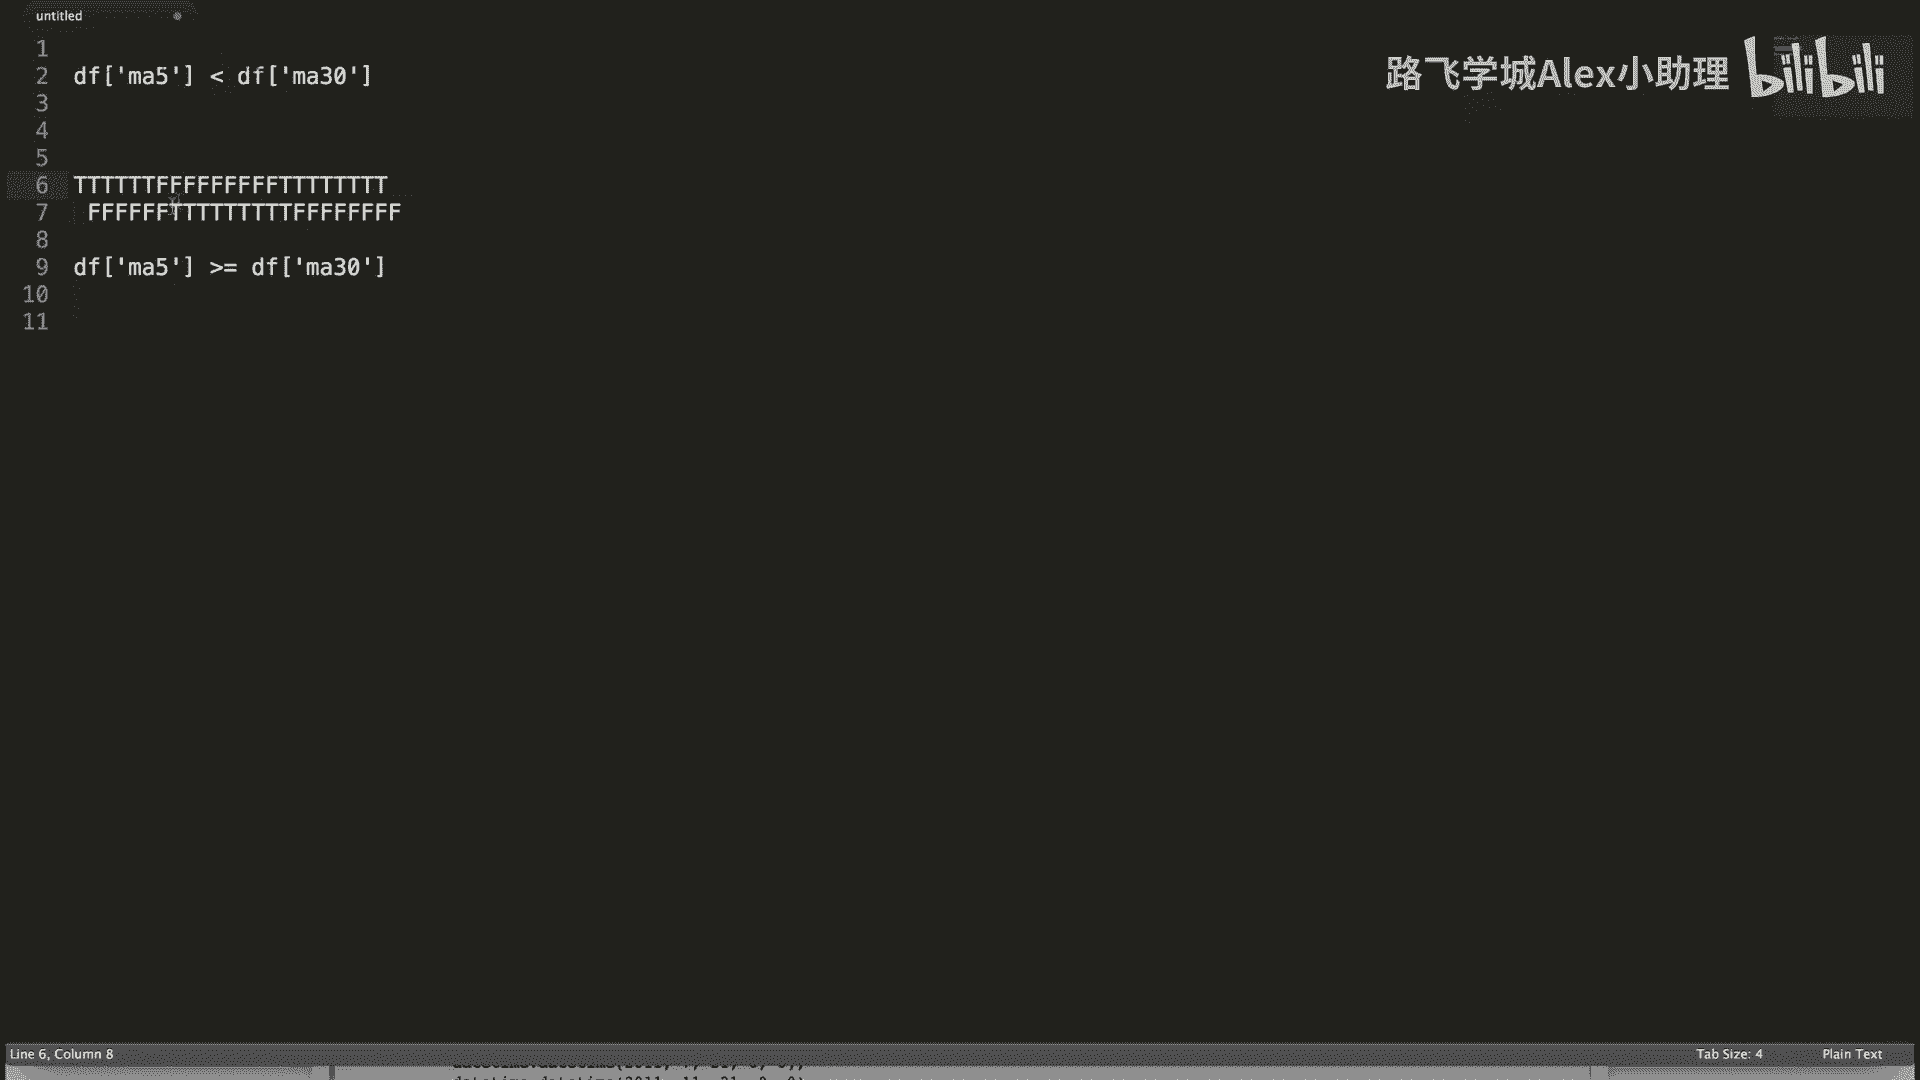 untitled
路飞学城Alex小助理 bilibili
1
2 df['ma5'] < df['ma30']
3
4
5
6 TTTTTTFFFFFFFFFTTTTTTTT
7 FFFFFFTTTTTTTTTFFFFFFFF
8
9 df['ma5'] >= df['ma30']
10
11
Line 6, Column 8
Tab Size: 4
Plain Text